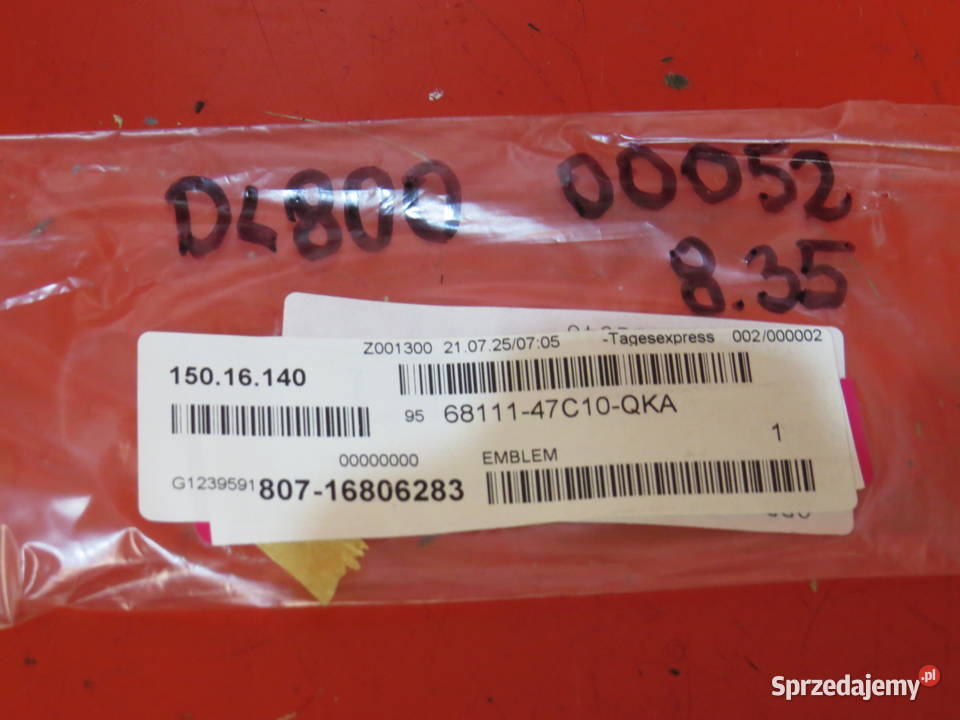 DL800 00052
8.35
Z001300 21.07.25/07:05 -Tagesexpress 002/000002
150.16.140
95 68111-47C10-QKA
1
00000000 EMBLEM
G1239591 807-16806283
Sprzedajemy.pl